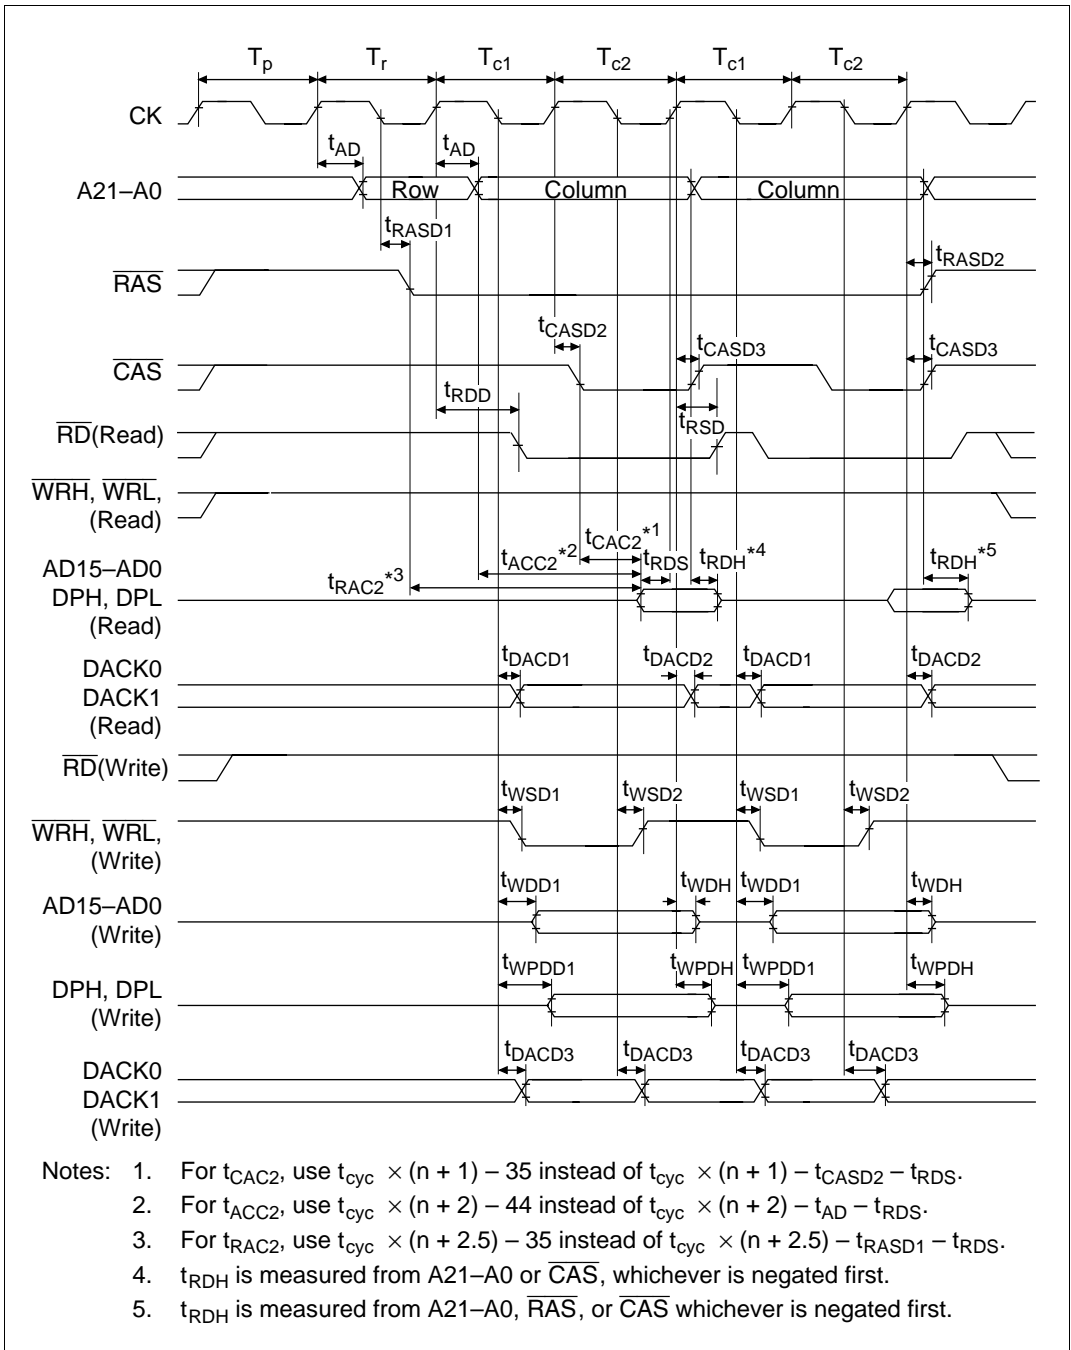 Tp Tr Tc1 Tc2 Tc1 Tc2
CK
tAD tAD
A21–A0 Row Column Column
tRASD1
RAS tRASD2
tCASD2 tCASD3 tCASD3
CAS
tRDD tRSD
RD(Read)
WRH, WRL,
(Read)
tCAC2*1
tACC2*2 tRDS tRDH*4 tRDH*5
tRAC2*3
AD15–AD0
DPH, DPL
(Read)
tDACD1 tDACD2 tDACD1 tDACD2
DACK0
DACK1
(Read)
RD(Write)
tWSD1 tWSD2 tWSD1 tWSD2
WRH, WRL,
(Write)
tWDD1 tWDH tWDD1 tWDH
AD15–AD0
(Write)
tWPDD1 tWPDH tWPDD1 tWPDH
DPH, DPL
(Write)
tDACD3 tDACD3 tDACD3 tDACD3
DACK0
DACK1
(Write)
Notes: 1. For tCAC2, use tcyc × (n + 1) – 35 instead of tcyc × (n + 1) – tCASD2 – tRDS.
2. For tACC2, use tcyc × (n + 2) – 44 instead of tcyc × (n + 2) – tAD – tRDS.
3. For tRAC2, use tcyc × (n + 2.5) – 35 instead of tcyc × (n + 2.5) – tRASD1 – tRDS.
4. tRDH is measured from A21–A0 or CAS, whichever is negated first.
5. tRDH is measured from A21–A0, RAS, or CAS whichever is negated first.